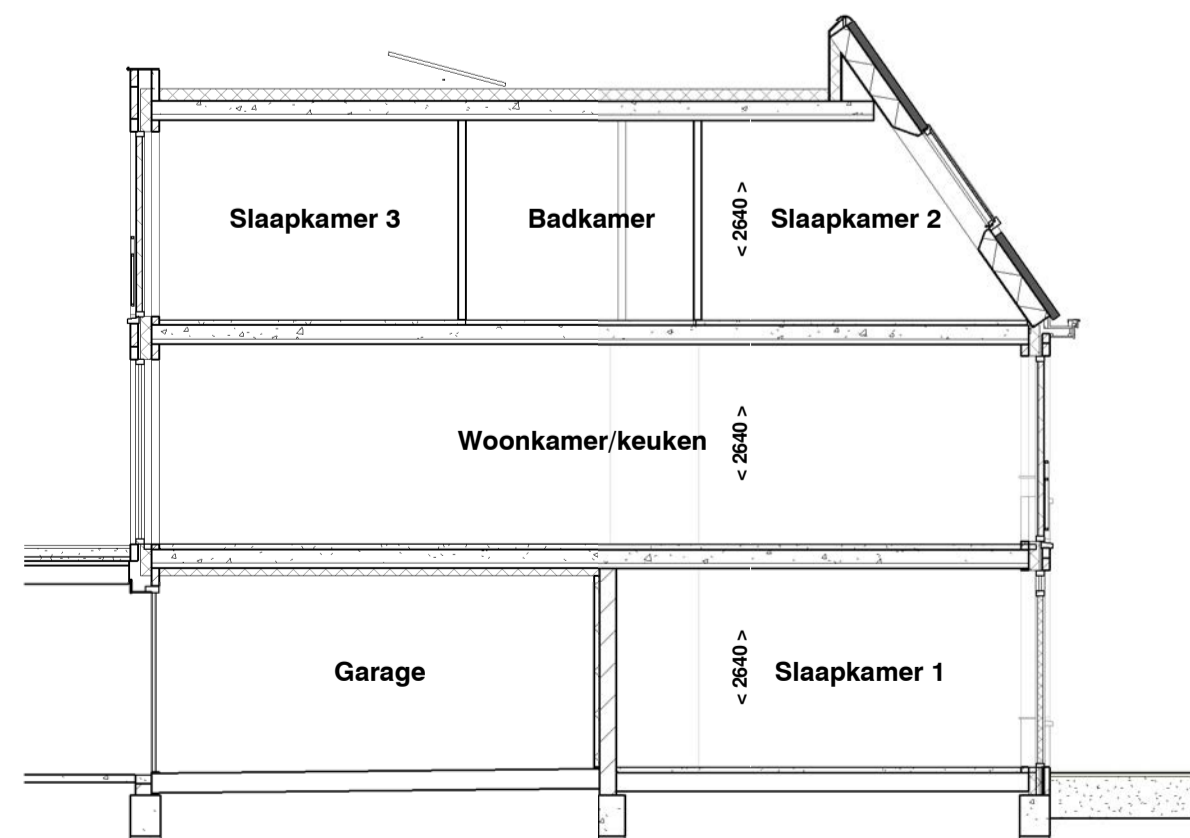 Slaapkamer 3
Badkamer
< 2640 >
Slaapkamer 2
Woonkamer/keuken
< 2640 >
Garage
< 2640 >
Slaapkamer 1